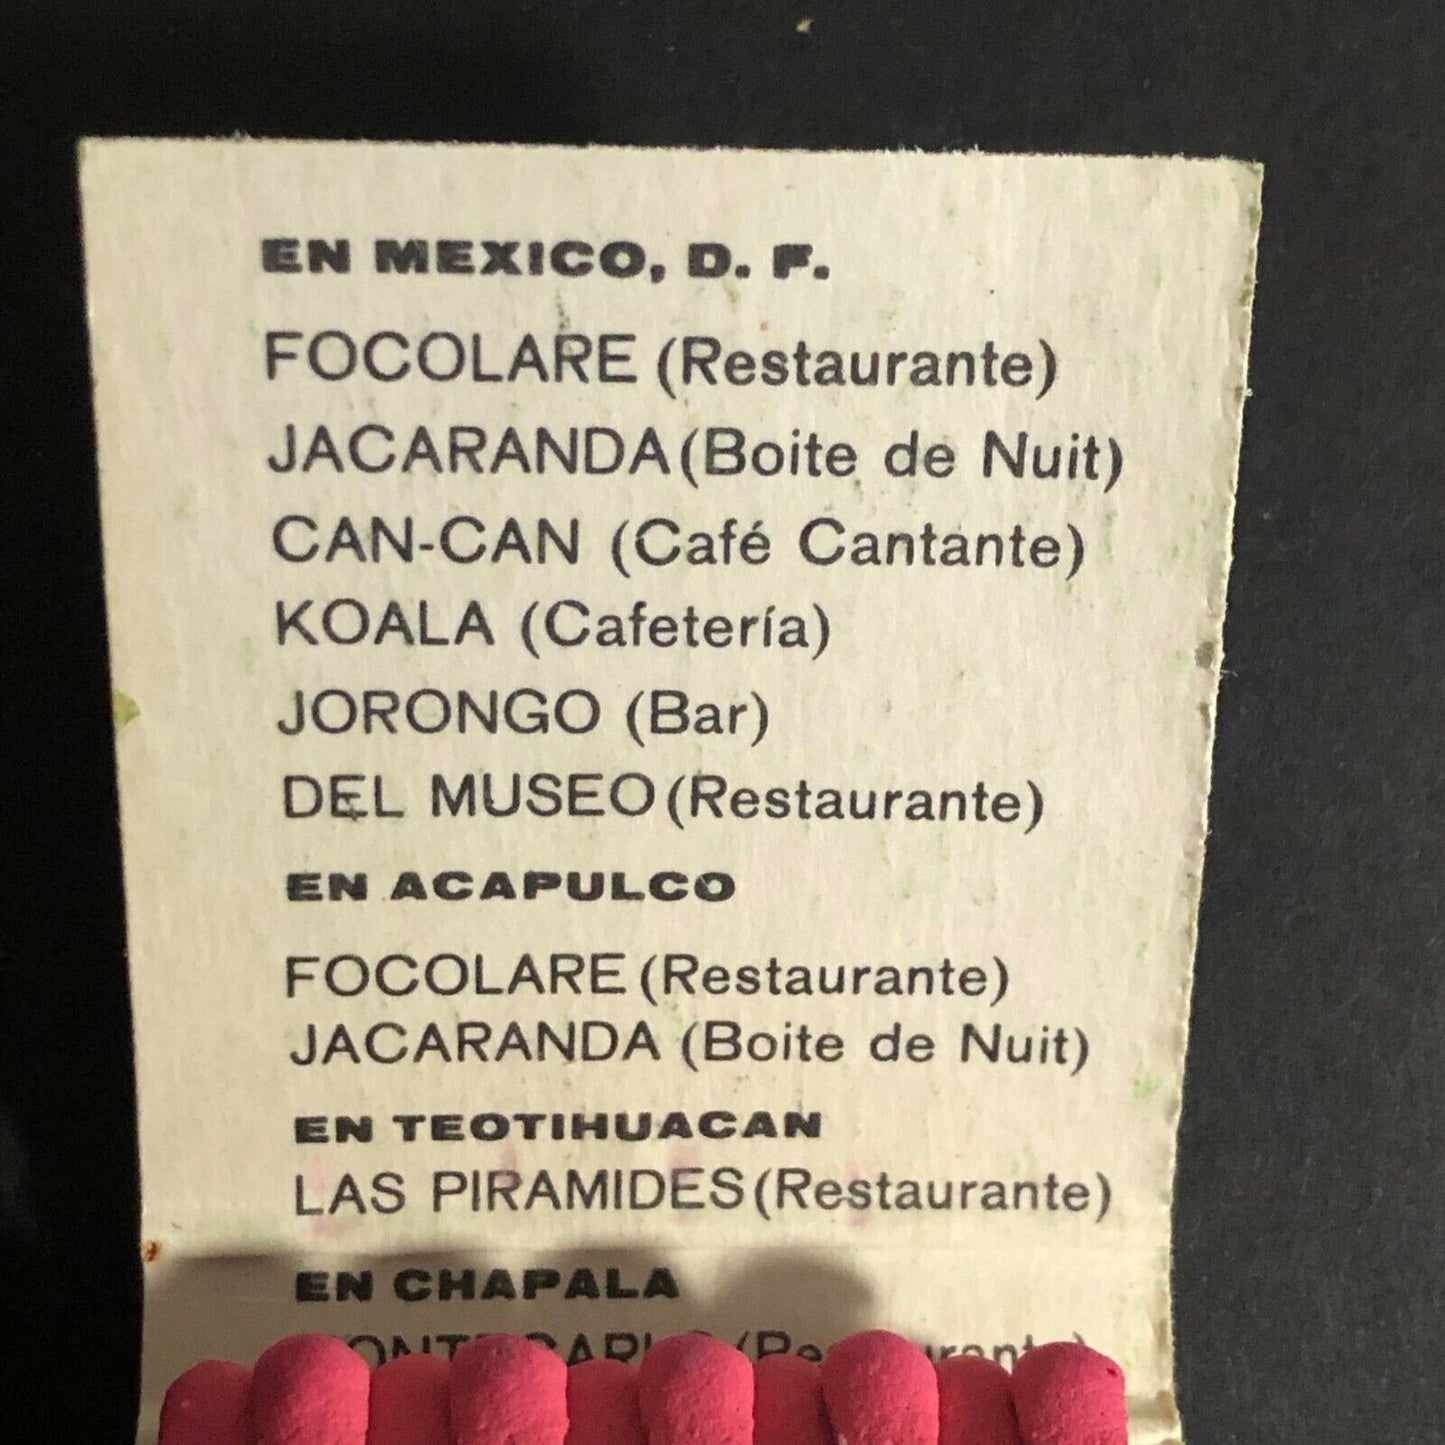 EN MEXICO, D. F.
FOCOLARE (Restaurante)
JACARANDA (Boite de Nuit)
CAN-CAN (Café Cantante)
KOALA (Cafetería)
JORONGO (Bar)
DEL MUSEO (Restaurante)
EN ACAPULCO
FOCOLARE (Restaurante)
JACARANDA (Boite de Nuit)
EN TEOTIHUACAN
LAS PIRAMIDES (Restaurante)
EN CHAPALA